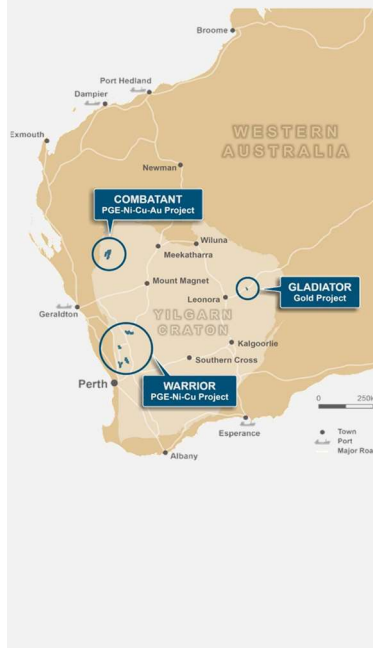 Broome
Port Hedland
Dampier
Exmouth
WESTERN
AUSTRALIA
Newman
COMBATANT
PGE-Ni-Cu-Au Project
Wiluna
Meekatharra
Mount Magnet
GLADIATOR
Gold Project
Leonora
Geraldton
YILGARN
CRATON
Kalgoorlie
Southern Cross
Perth
WARRIOR
PGE-Ni-Cu Project
0 250k
Esperance
Town
Port
Major Roa
Albany